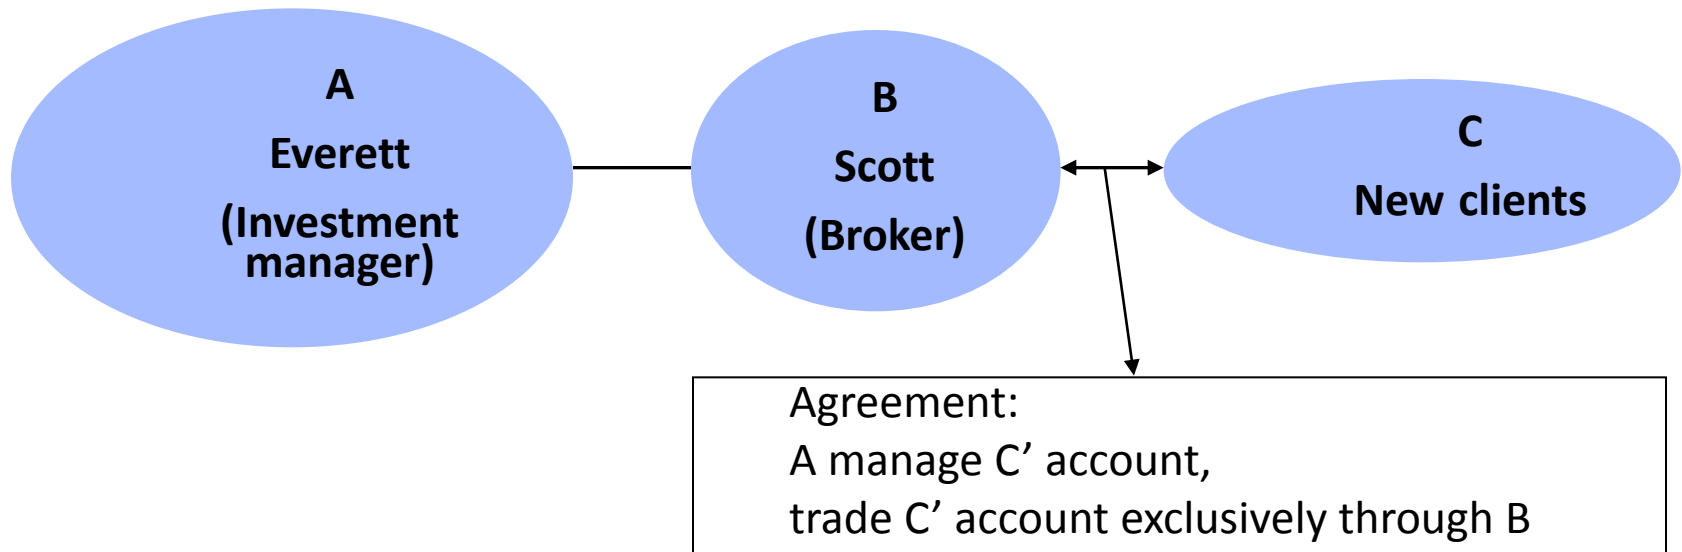 A
Everett
(Investment
manager)
B
Scott
(Broker)
C
New clients
Agreement:
A manage C’ account,
trade C’ account exclusively through B